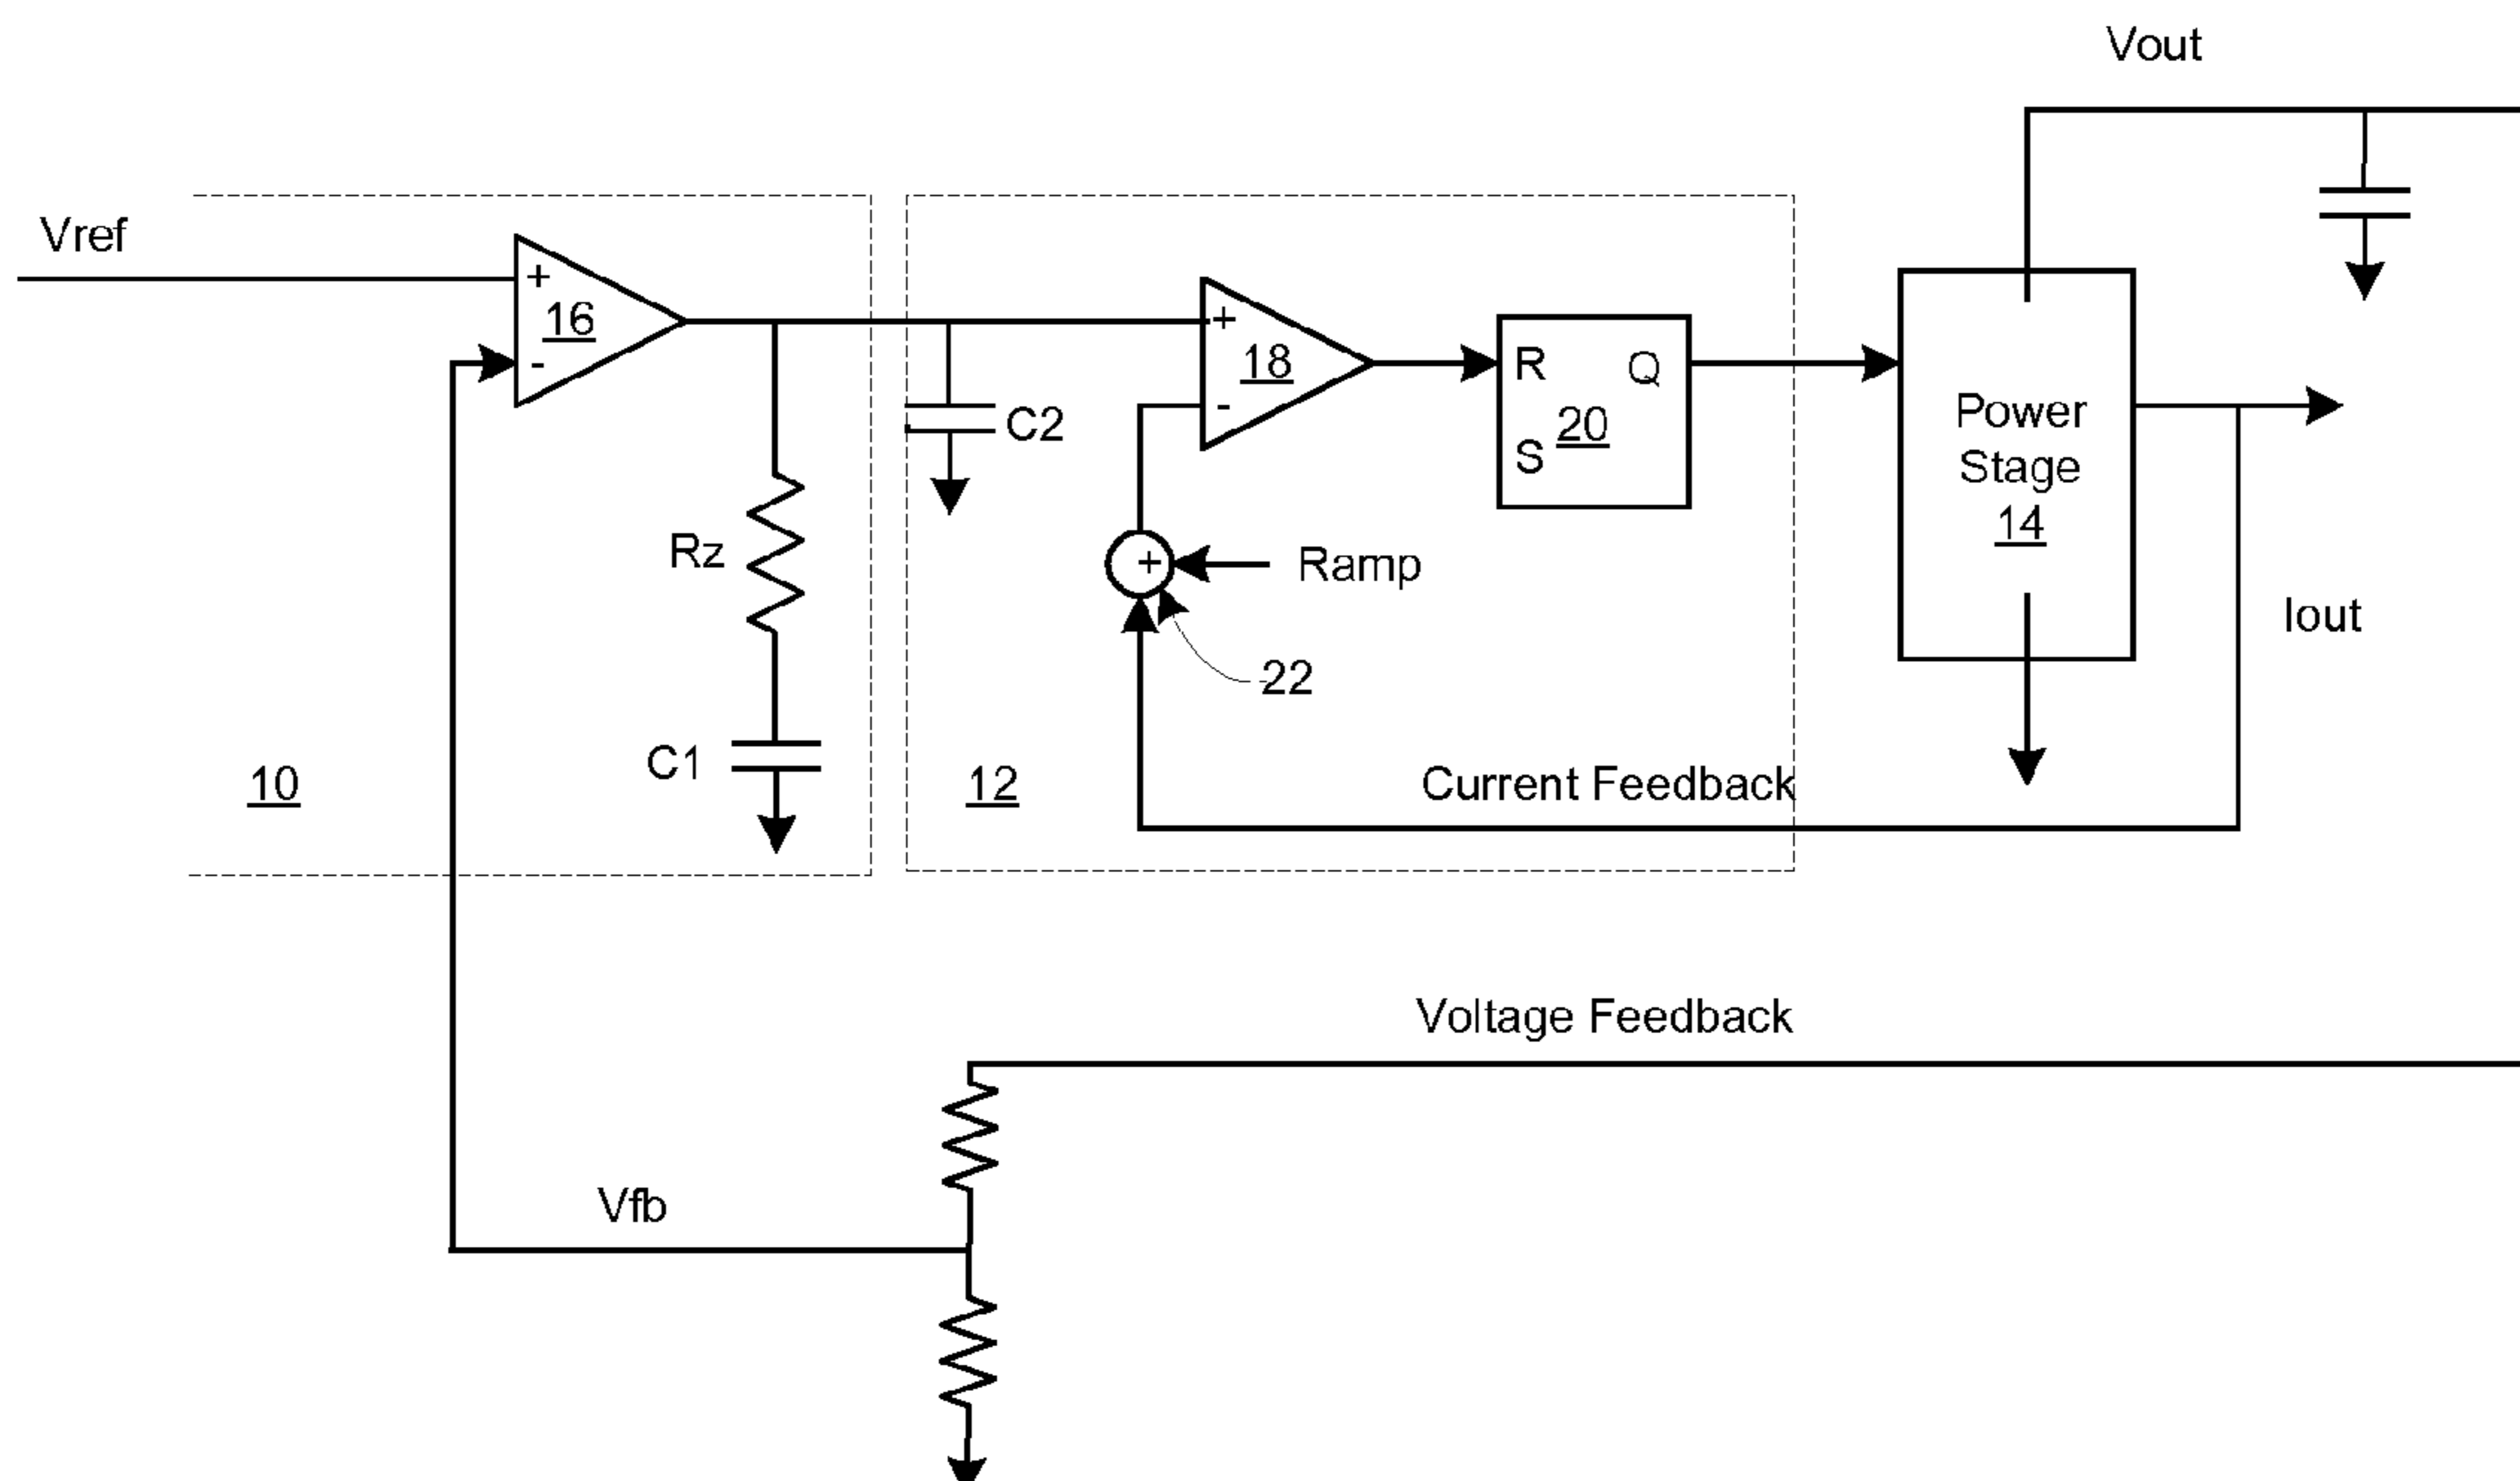 Vout
Vref
+
16
-
+
18
-
R Q
20
S
C2
Power
Stage
14
Rz
+
Ramp
Iout
22
C1
10
12
Current Feedback
Voltage Feedback
Vfb